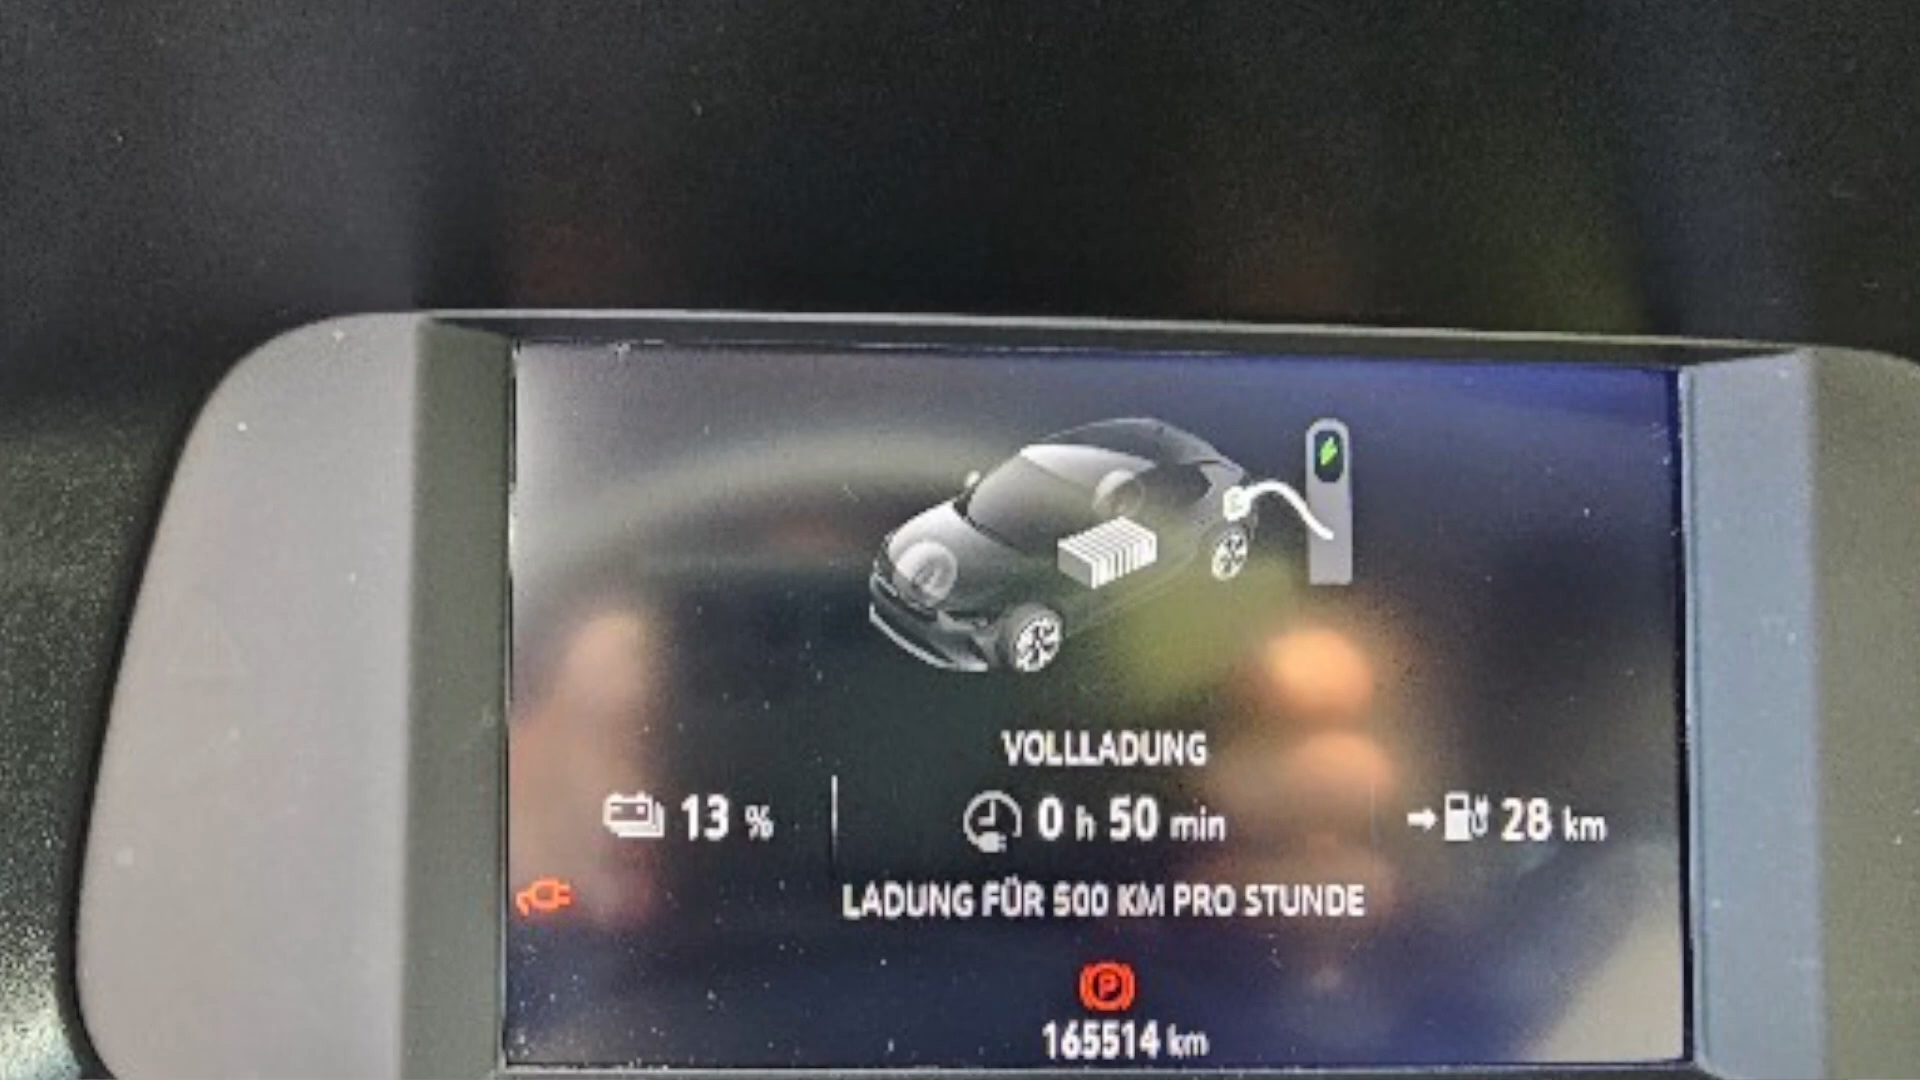 VOLLLADUNG
13 % 0 h 50 min 28 km
LADUNG FÜR 500 KM PRO STUNDE
P
165514 km